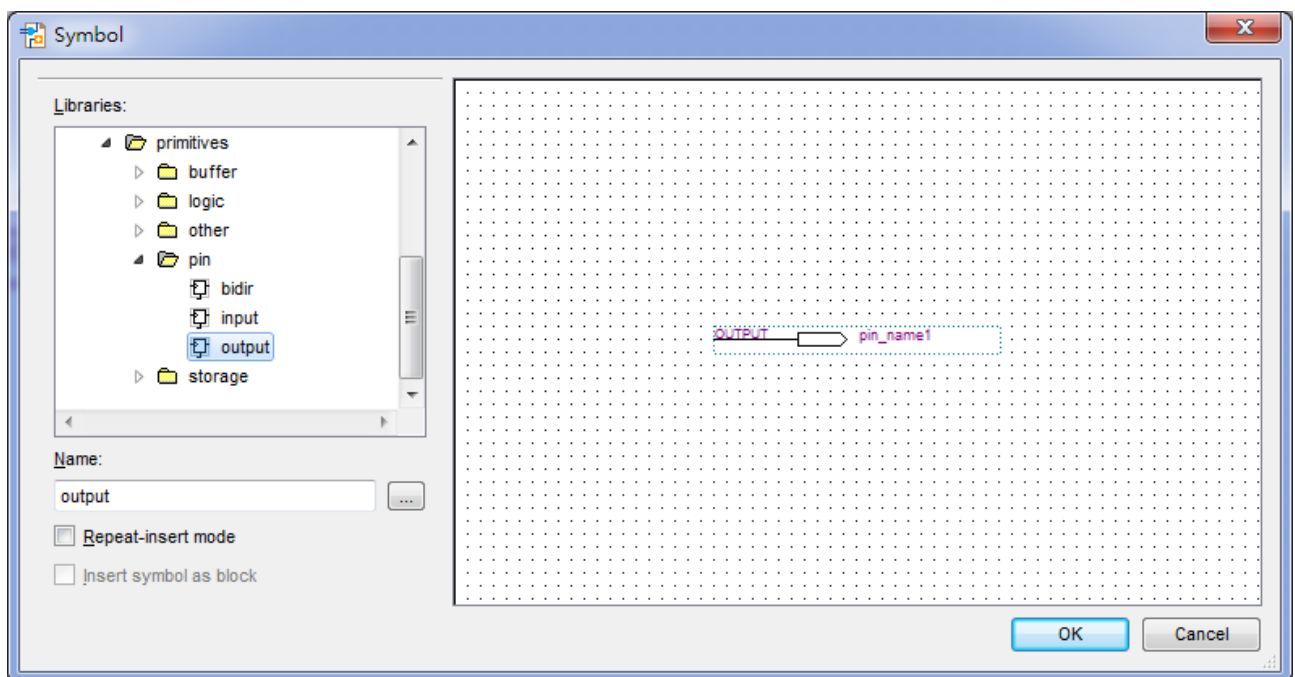 Symbol
Libraries:
primitives
buffer
logic
other
pin
bidir
input
output
storage
Name:
output
...
Repeat-insert mode
Insert symbol as block
OUTPUT pin_name1
OK Cancel